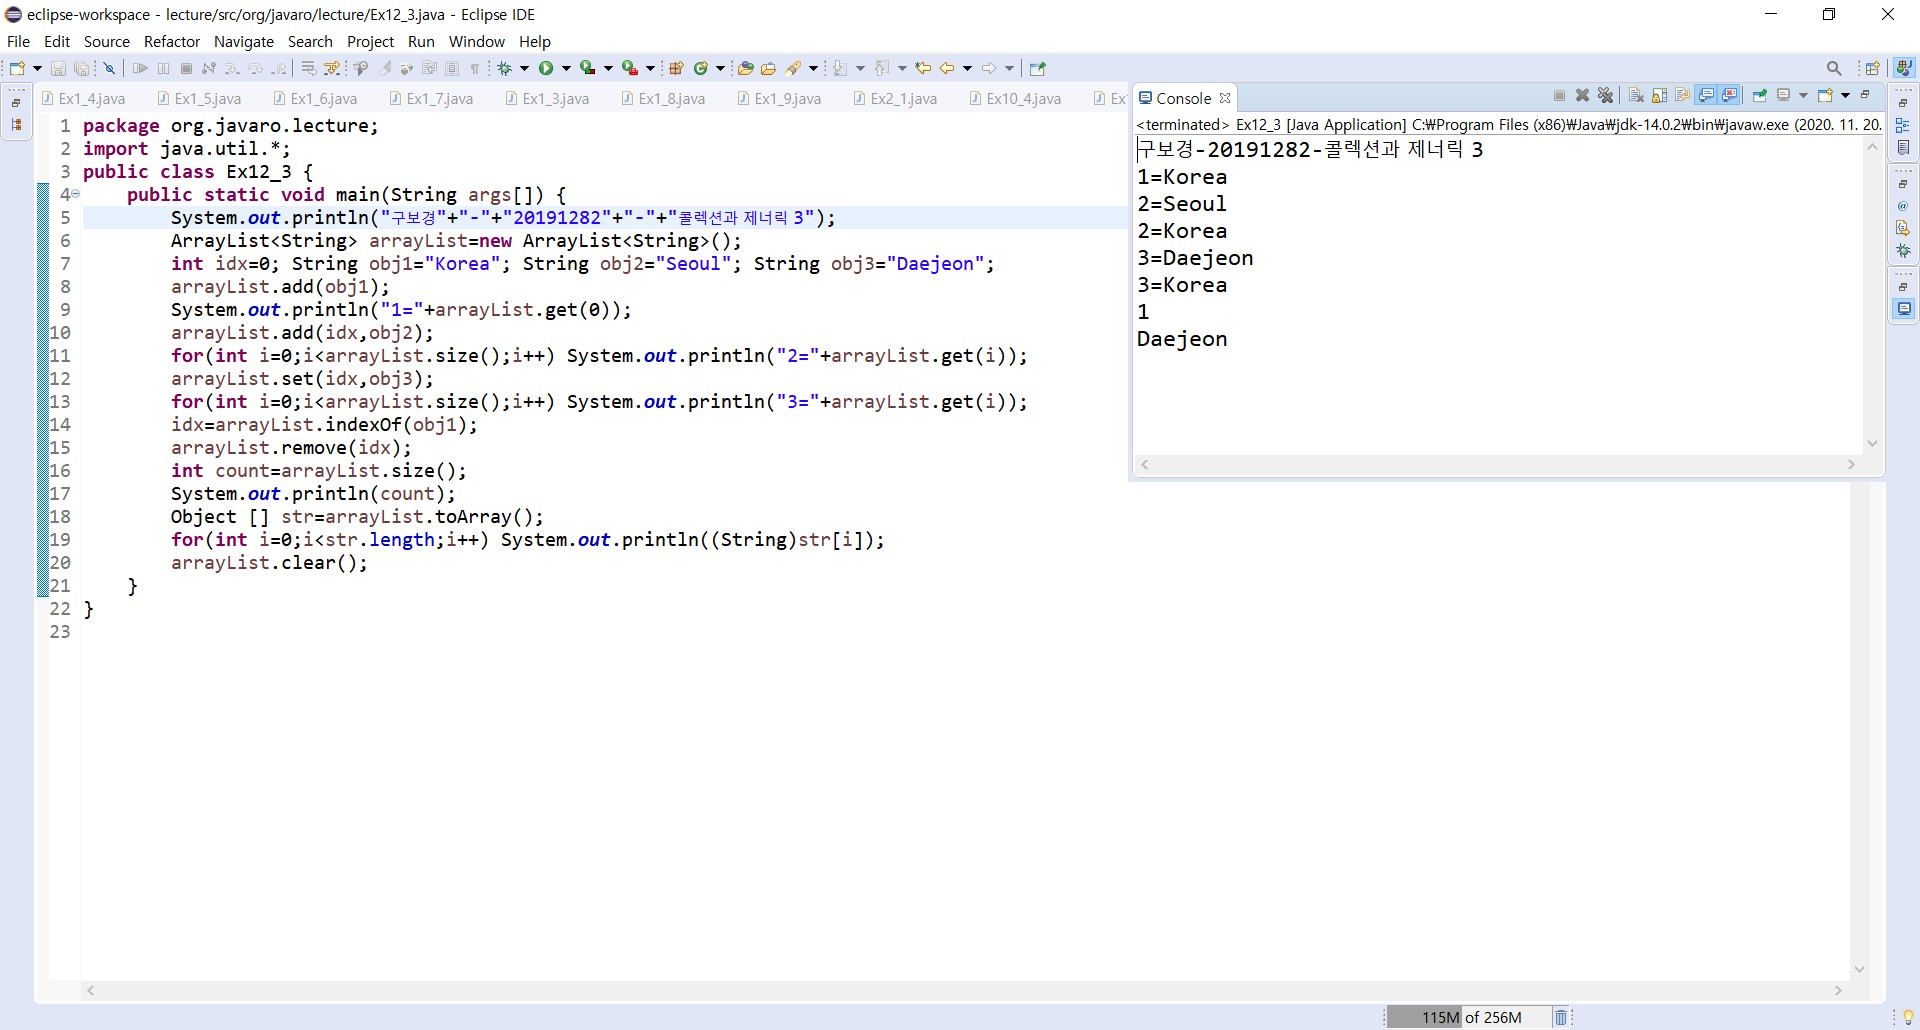 eclipse-workspace - lecture/src/org/javaro/lecture/Ex12_3.java - Eclipse IDE
File Edit Source Refactor Navigate Search Project Run Window Help
Ex1_4.java Ex1_5.java Ex1_6.java Ex1_7.java Ex1_3.java Ex1_8.java Ex1_9.java Ex2_1.java Ex10_4.java Ex
1 package org.javaro.lecture;
2 import java.util.*;
3 public class Ex12_3 {
4 public static void main(String args[]) {
5 System.out.println("구보경"+"-"+"20191282"+"-"+"콜렉션과 제너릭 3");
6 ArrayList<String> arrayList=new ArrayList<String>();
7 int idx=0; String obj1="Korea"; String obj2="Seoul"; String obj3="Daejeon";
8 arrayList.add(obj1);
9 System.out.println("1="+arrayList.get(0));
10 arrayList.add(idx,obj2);
11 for(int i=0;i<arrayList.size();i++) System.out.println("2="+arrayList.get(i));
12 arrayList.set(idx,obj3);
13 for(int i=0;i<arrayList.size();i++) System.out.println("3="+arrayList.get(i));
14 idx=arrayList.indexOf(obj1);
15 arrayList.remove(idx);
16 int count=arrayList.size();
17 System.out.println(count);
18 Object [] str=arrayList.toArray();
19 for(int i=0;i<str.length;i++) System.out.println((String)str[i]);
20 arrayList.clear();
21 }
22 }
23
Console
<terminated> Ex12_3 [Java Application] C:₩Program Files (x86)₩Java₩jdk-14.0.2₩bin₩javaw.exe (2020. 11. 20.
구보경-20191282-콜렉션과 제너릭 3
1=Korea
2=Seoul
2=Korea
3=Daejeon
3=Korea
1
Daejeon
115M of 256M